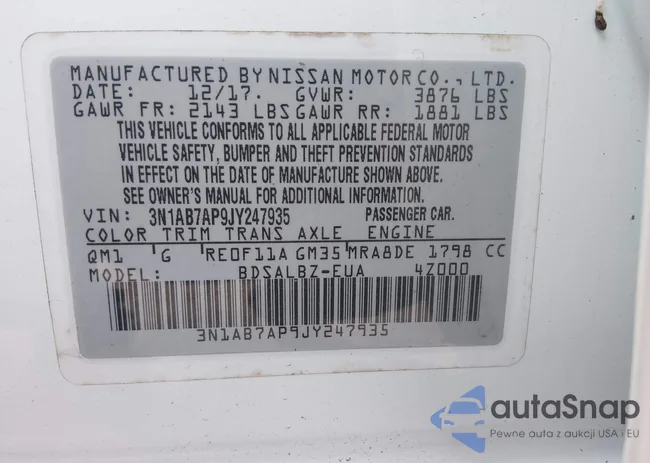 MANUFACTURED BY NISSAN MOTOR CO., LTD.
DATE: 12/17. GVWR: 3876 LBS
GAWR FR: 2143 LBS GAWR RR: 1881 LBS
THIS VEHICLE CONFORMS TO ALL APPLICABLE FEDERAL MOTOR
VEHICLE SAFETY, BUMPER AND THEFT PREVENTION STANDARDS
IN EFFECT ON THE DATE OF MANUFACTURE SHOWN ABOVE.
SEE OWNER'S MANUAL FOR ADDITIONAL INFORMATION.
VIN: 3N1AB7AP9JY247935 PASSENGER CAR.
COLOR TRIM TRANS AXLE ENGINE
QM1 G RE0F11A GM35 MRA8DE 1798 CC
MODEL: BDSALBZ-EUA 4Z000
3N1AB7AP9JY247935
autaSnap
Pewne auta z aukcji USA i EU